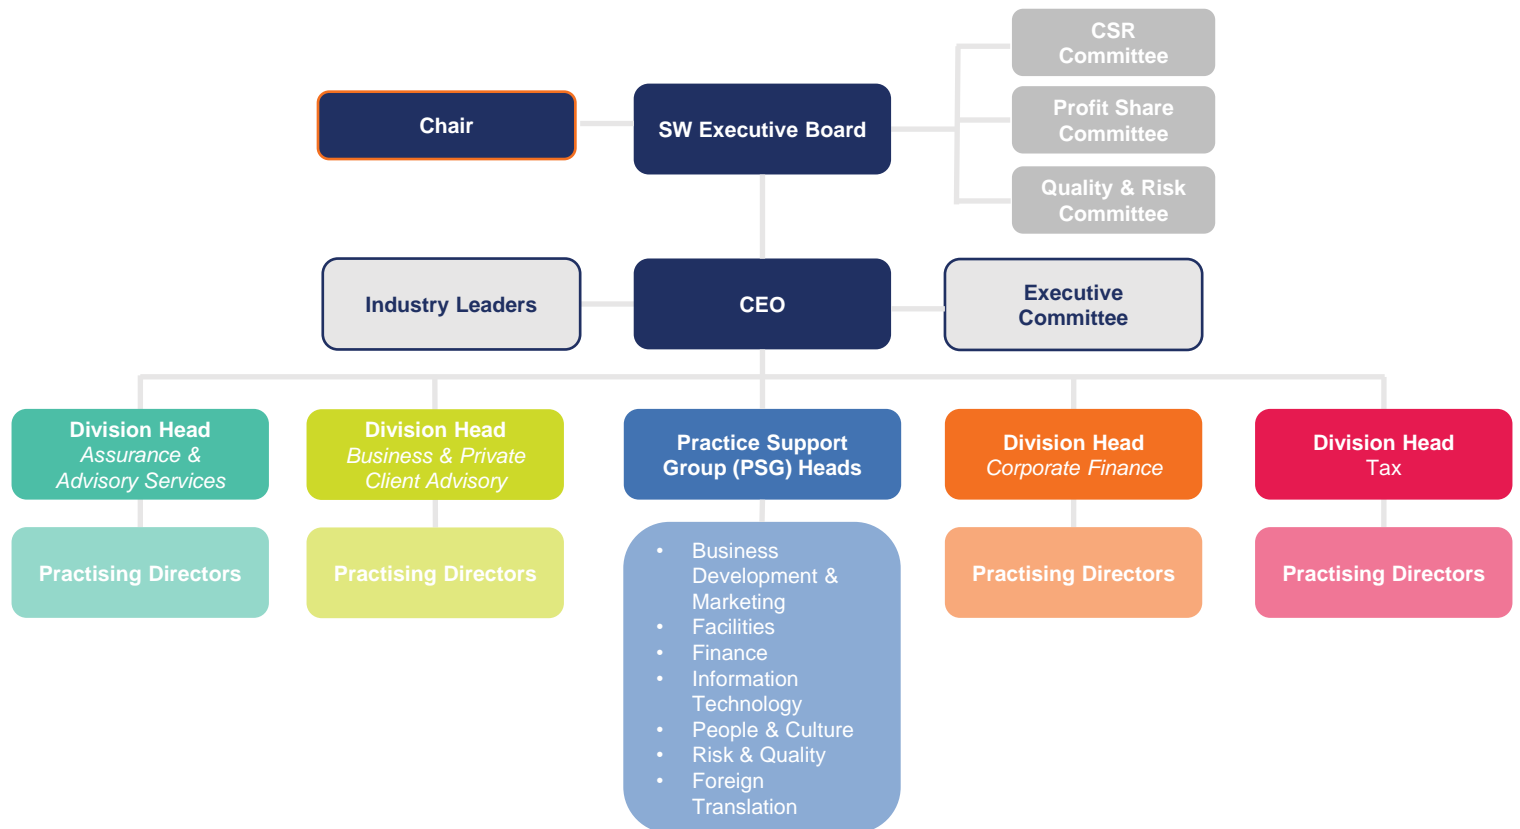 CSR
Committee
Chair
SW Executive Board
Profit Share
Committee
Quality & Risk
Committee
Industry Leaders
CEO
Executive
Committee
Division Head
Assurance &
Advisory Services
Division Head
Business & Private
Client Advisory
Practice Support
Group (PSG) Heads
Division Head
Corporate Finance
Division Head
Tax
Practising Directors
Practising Directors
• Business
Development &
Marketing
• Facilities
• Finance
• Information
Technology
• People & Culture
• Risk & Quality
• Foreign
Translation
Practising Directors
Practising Directors